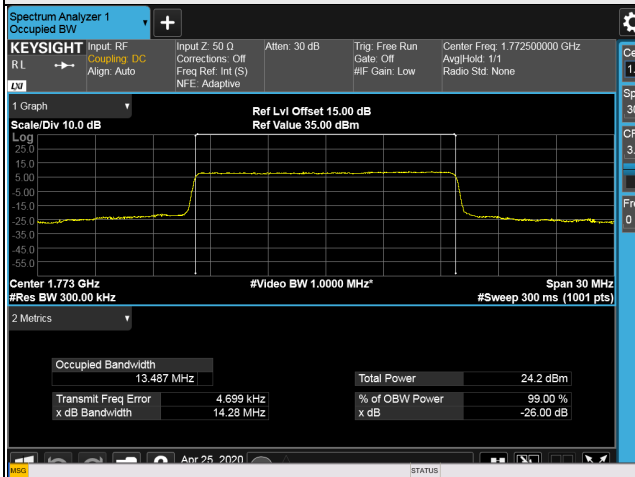 Spectrum Analyzer 1
Occupied BW
KEYSIGHT
RL
LXI
Input: RF
Coupling: DC
Align: Auto
Input Z: 50 Ω
Corrections: Off
Freq Ref: Int (S)
NFE: Adaptive
Atten: 30 dB
Trig: Free Run
Gate: Off
#IF Gain: Low
Center Freq: 1.772500000 GHz
Avg|Hold: 1/1
Radio Std: None
1 Graph
Scale/Div 10.0 dB
Ref Lvl Offset 15.00 dB
Ref Value 35.00 dBm
Log
25.0
15.0
5.00
-5.00
-15.0
-25.0
-35.0
-45.0
-55.0
Center 1.773 GHz
#Video BW 1.0000 MHz*
Span 30 MHz
#Res BW 300.00 kHz
#Sweep 300 ms (1001 pts)
2 Metrics
Occupied Bandwidth
13.487 MHz
Total Power 24.2 dBm
Transmit Freq Error 4.699 kHz
% of OBW Power 99.00 %
x dB Bandwidth 14.28 MHz
x dB -26.00 dB
Apr 25, 2020
MSG
STATUS